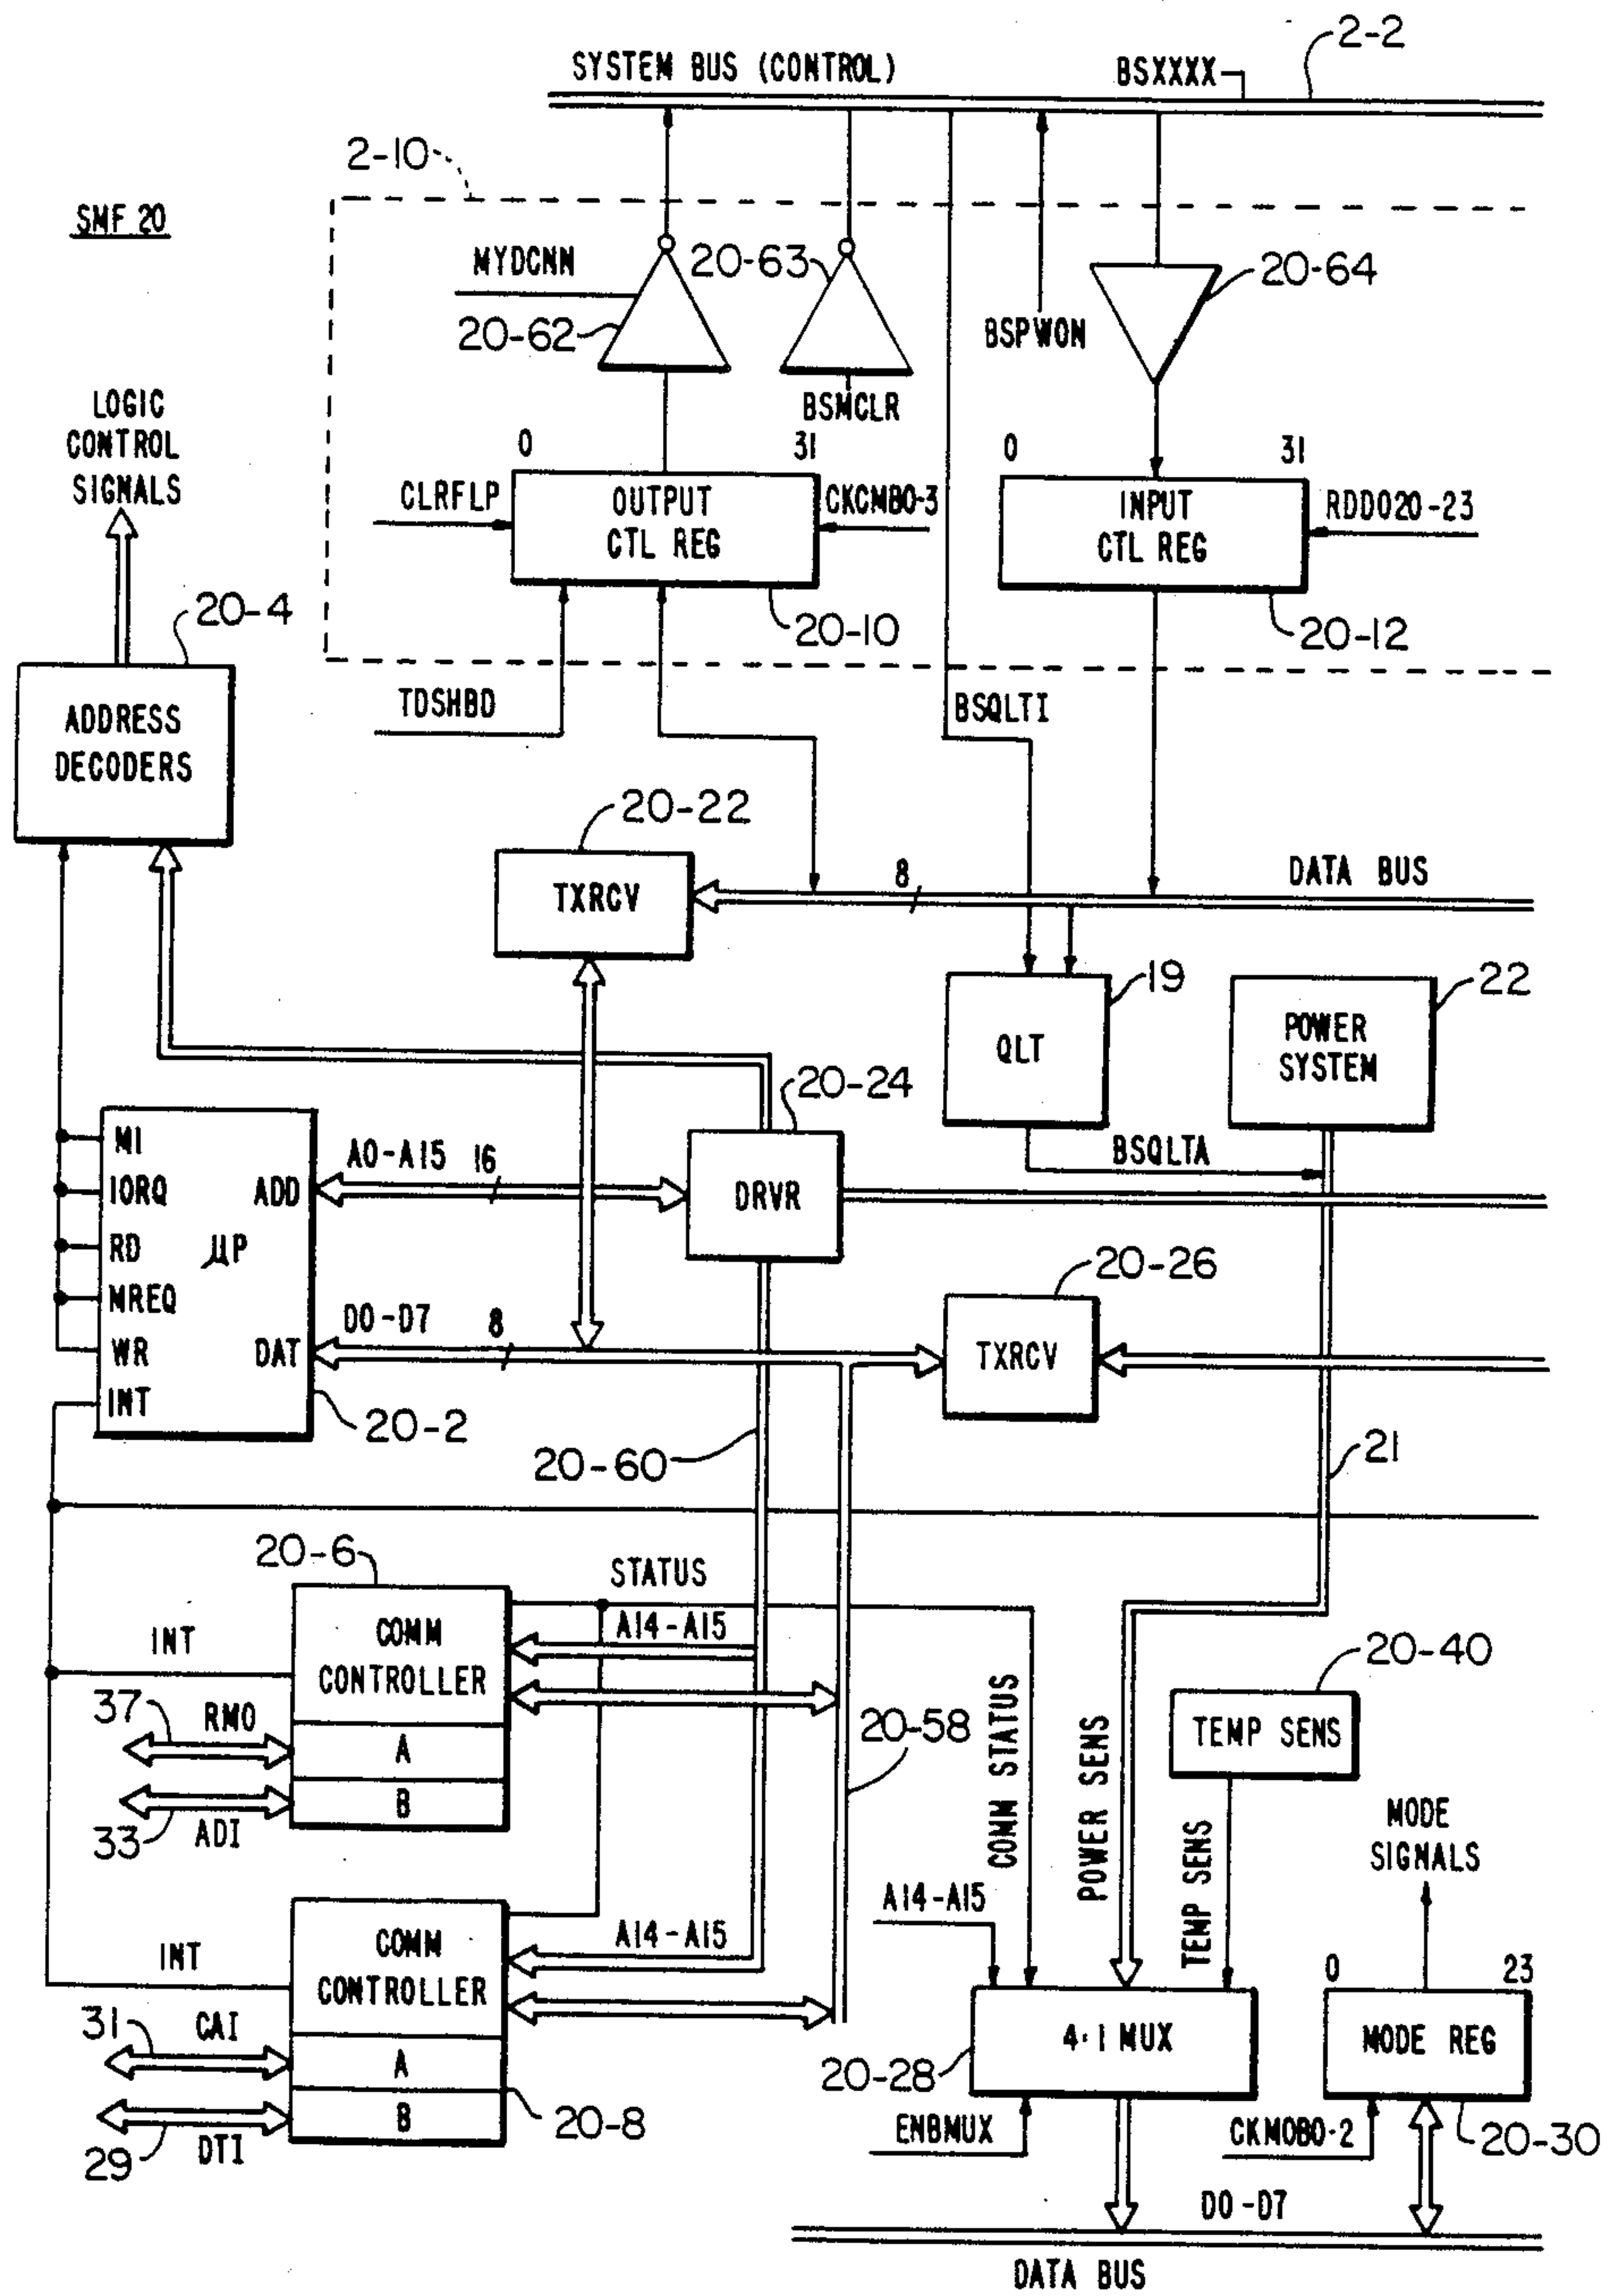 2-2
SYSTEM BUS (CONTROL)
BSXXXX
2-10
SMF 20
MYDCNN
20-63
20-64
20-62
BSPWON
BSMCLR
LOGIC
CONTROL
SIGNALS
0
31
0
31
CLRFLP
OUTPUT
CTL REG
CKCMB0-3
INPUT
CTL REG
RDD020-23
20-4
20-10
20-12
TDSHBD
BSQLTI
ADDRESS
DECODERS
20-22
TXRCV
8
DATA BUS
19
22
QLT
POWER
SYSTEM
20-24
M1
IORQ
RD
MREQ
WR
INT
µP
ADD
DAT
A0-A15
16
DRVR
BSQLTA
20-26
D0-D7
8
TXRCV
20-2
20-60
21
20-6
STATUS
COMM
CONTROLLER
A14-A15
INT
37
RMO
A
B
33
ADI
20-58
COMM STATUS
POWER SENS
TEMP SENS
20-40
TEMP SENS
MODE
SIGNALS
A14-A15
COMM
CONTROLLER
A14-A15
INT
31
CAI
A
B
29
DTI
20-8
0
23
4:1 MUX
MODE REG
20-28
ENBMUX
CKMOB0-2
20-30
D0-D7
DATA BUS